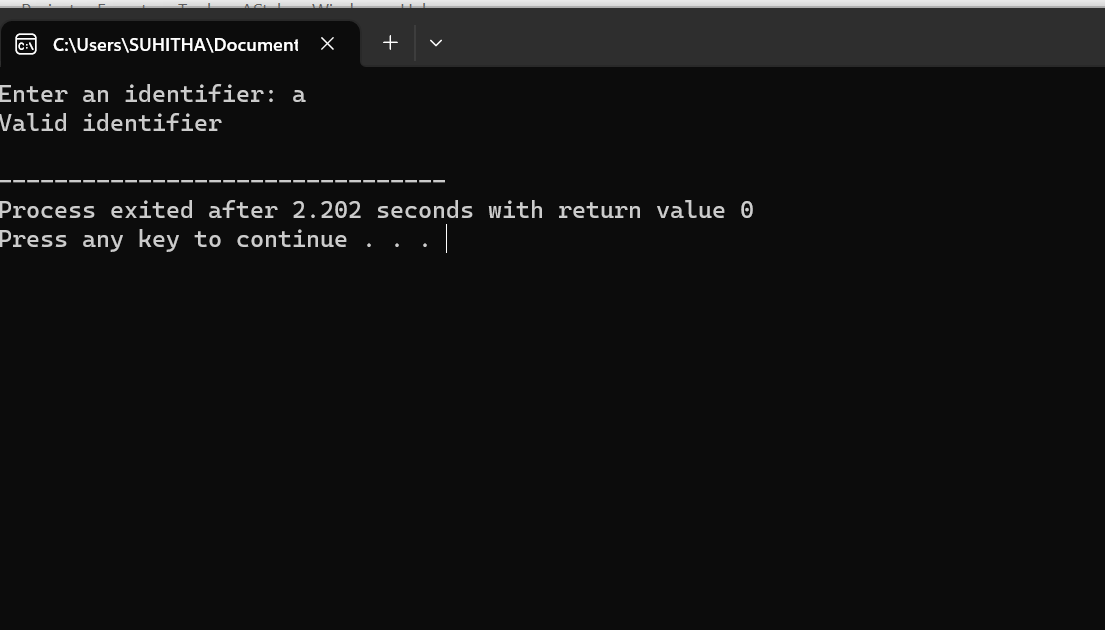 C:\Users\SUHITHA\Document
Enter an identifier: a
Valid identifier
--------------------------------
Process exited after 2.202 seconds with return value 0
Press any key to continue . . .